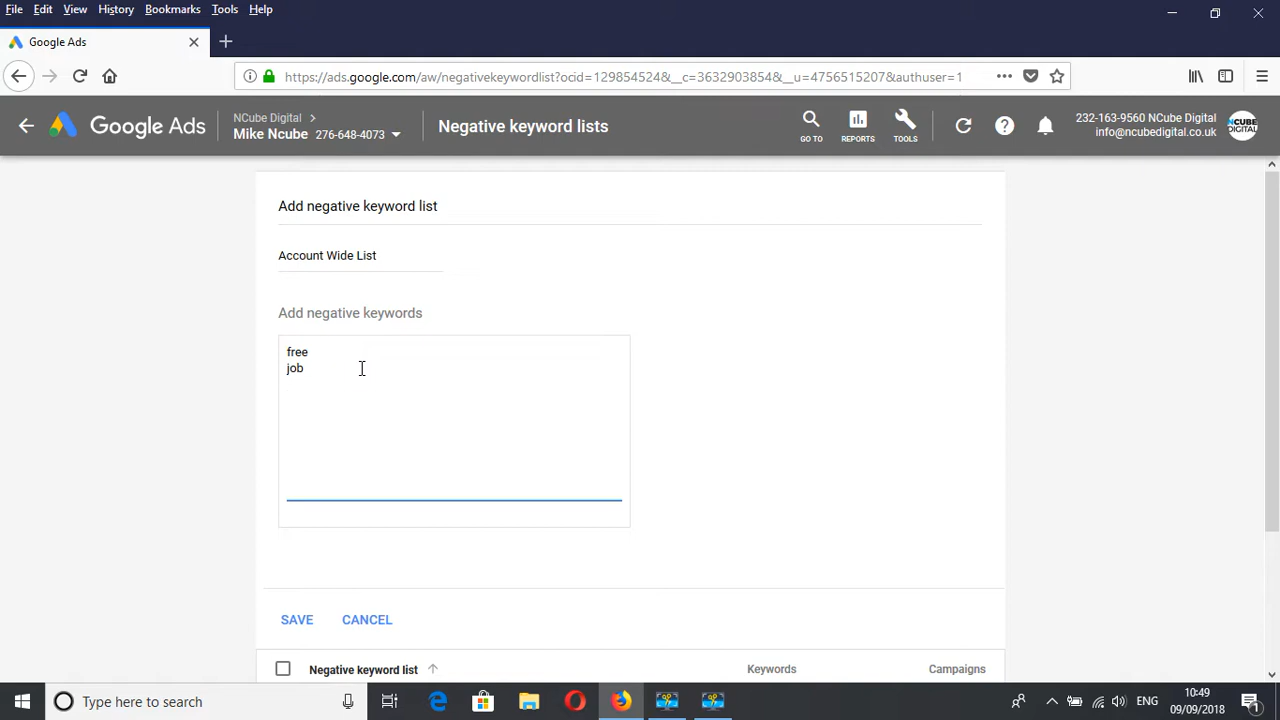 File Edit View History Bookmarks Tools Help
Google Ads
https://ads.google.com/aw/negativekeywordlist?ocid=129854524&__c=3632903854&__u=4756515207&authuser=1
Google Ads
NCube Digital
Mike Ncube 276-648-4073
Negative keyword lists
GO TO
REPORTS
TOOLS
232-163-9560 NCube Digital
info@ncubedigital.co.uk
NCUBE
DIGITAL
Add negative keyword list
Account Wide List
Add negative keywords
free
job
SAVE CANCEL
Negative keyword list Keywords Campaigns
Type here to search
ENG
10:49
09/09/2018
1